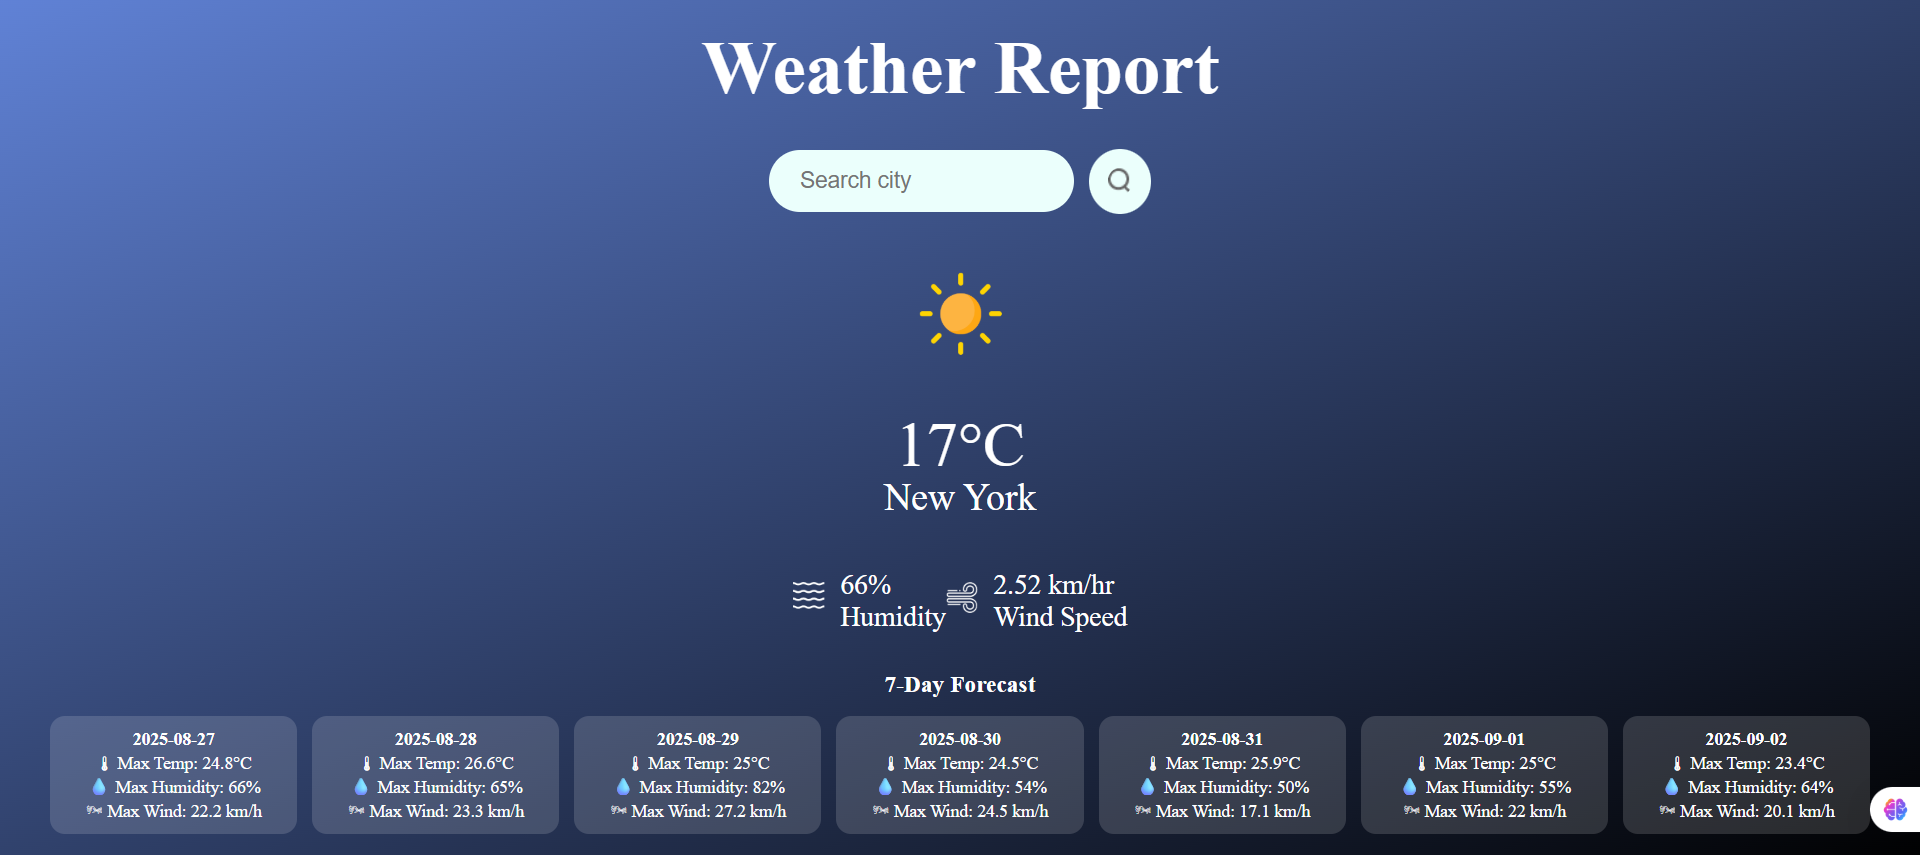 Weather Report
Search city
17°C
New York
66%
Humidity
2.52 km/hr
Wind Speed
7-Day Forecast
2025-08-27
Max Temp: 24.8°C
Max Humidity: 66%
Max Wind: 22.2 km/h
2025-08-28
Max Temp: 26.6°C
Max Humidity: 65%
Max Wind: 23.3 km/h
2025-08-29
Max Temp: 25°C
Max Humidity: 82%
Max Wind: 27.2 km/h
2025-08-30
Max Temp: 24.5°C
Max Humidity: 54%
Max Wind: 24.5 km/h
2025-08-31
Max Temp: 25.9°C
Max Humidity: 50%
Max Wind: 17.1 km/h
2025-09-01
Max Temp: 25°C
Max Humidity: 55%
Max Wind: 22 km/h
2025-09-02
Max Temp: 23.4°C
Max Humidity: 64%
Max Wind: 20.1 km/h